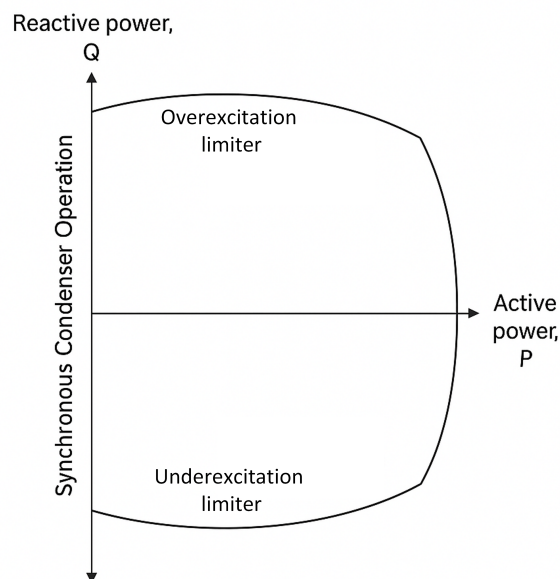 Reactive power,
Q
Overexcitation
limiter
Synchronous Condenser Operation
Active
power,
P
Underexcitation
limiter